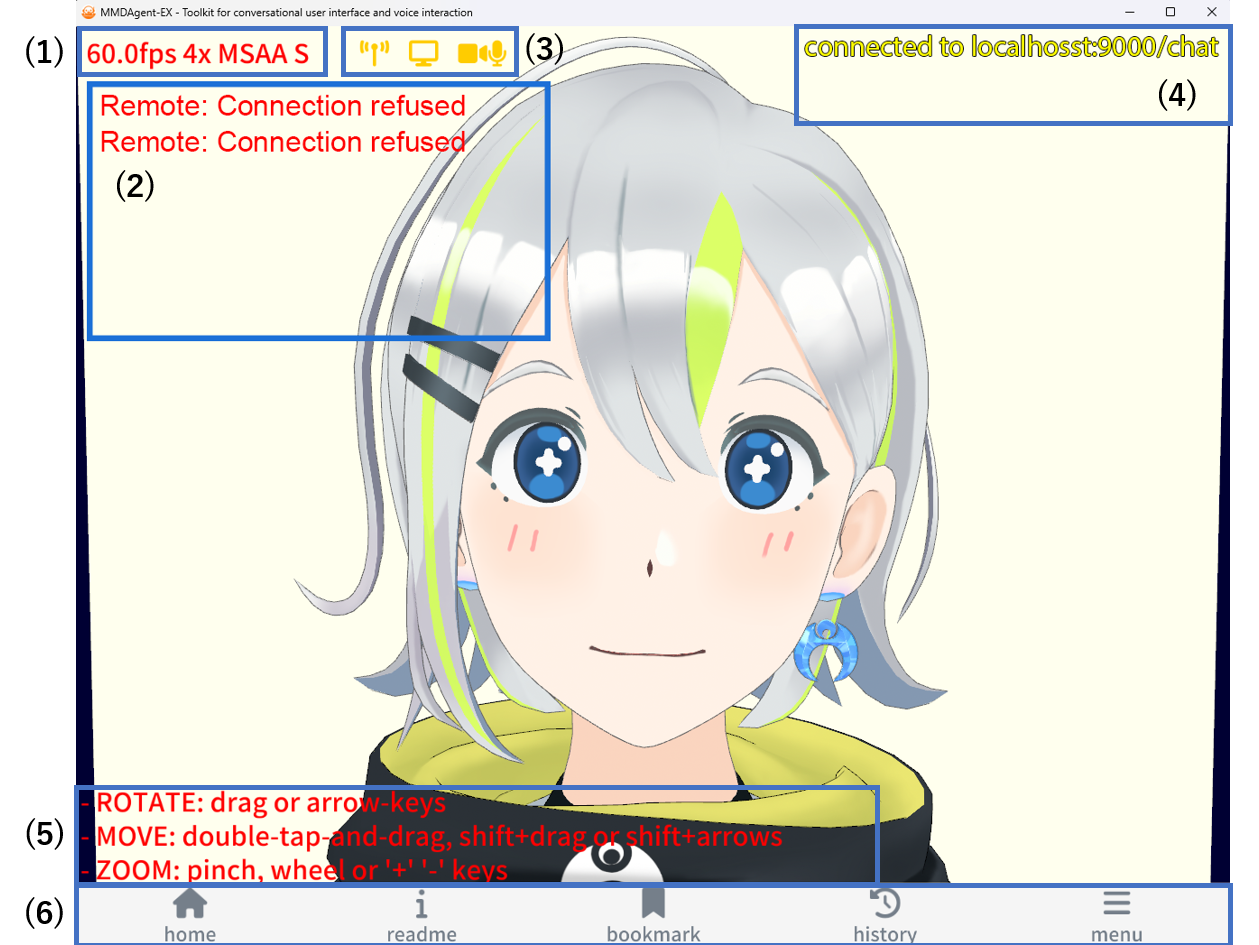 MMDAgent-EX - Toolkit for conversational user interface and voice interaction
(1)
60.0fps 4x MSAA S
(3)
connected to localhosst:9000/chat
(4)
Remote: Connection refused
Remote: Connection refused
(2)
(5)
- ROTATE: drag or arrow-keys
- MOVE: double-tap-and-drag, shift+drag or shift+arrows
- ZOOM: pinch, wheel or '+' '-' keys
(6)
home
readme
bookmark
history
menu